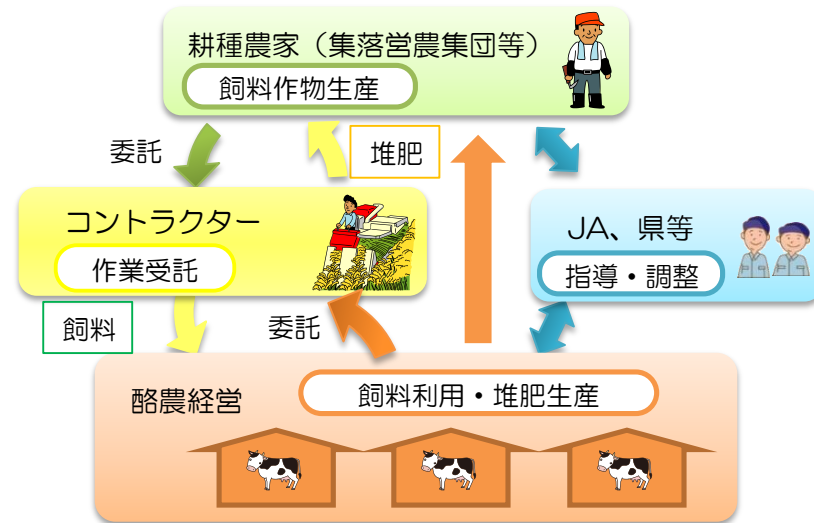 耕種農家（集落営農集団等）
飼料作物生産
委託
堆肥
コントラクター
作業受託
JA、県等
指導・調整
飼料
委託
酪農経営
飼料利用・堆肥生産